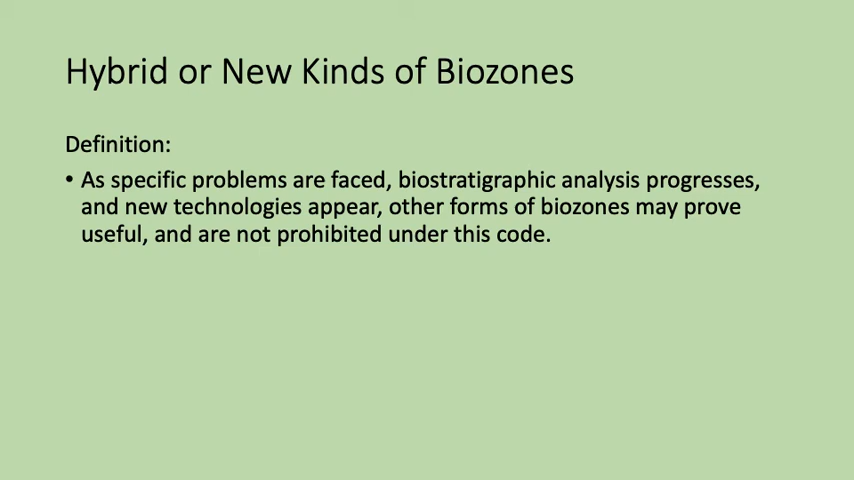 Hybrid or New Kinds of Biozones
Definition:
• As specific problems are faced, biostratigraphic analysis progresses,
and new technologies appear, other forms of biozones may prove
useful, and are not prohibited under this code.